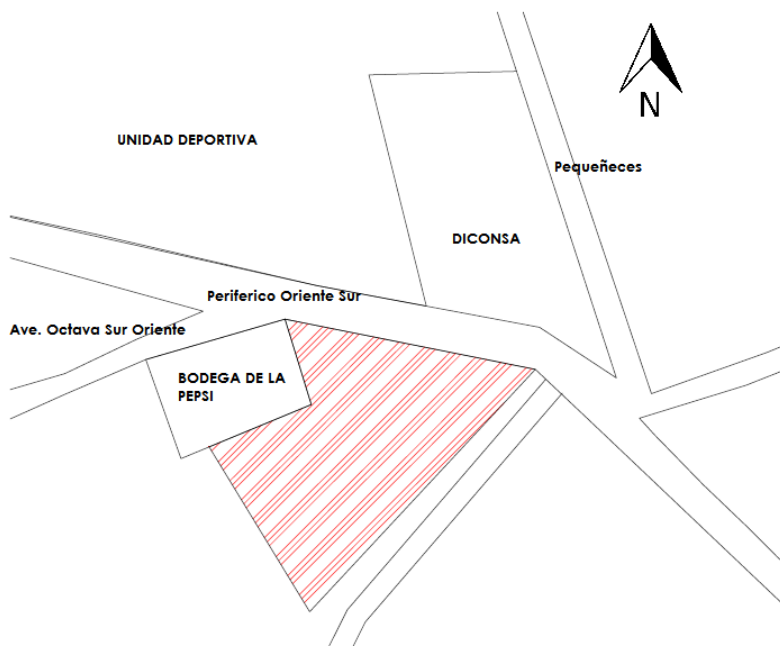 N
UNIDAD DEPORTIVA
Pequeñeces
DICONSA
Periferico Oriente Sur
Ave. Octava Sur Oriente
BODEGA DE LA
PEPSI